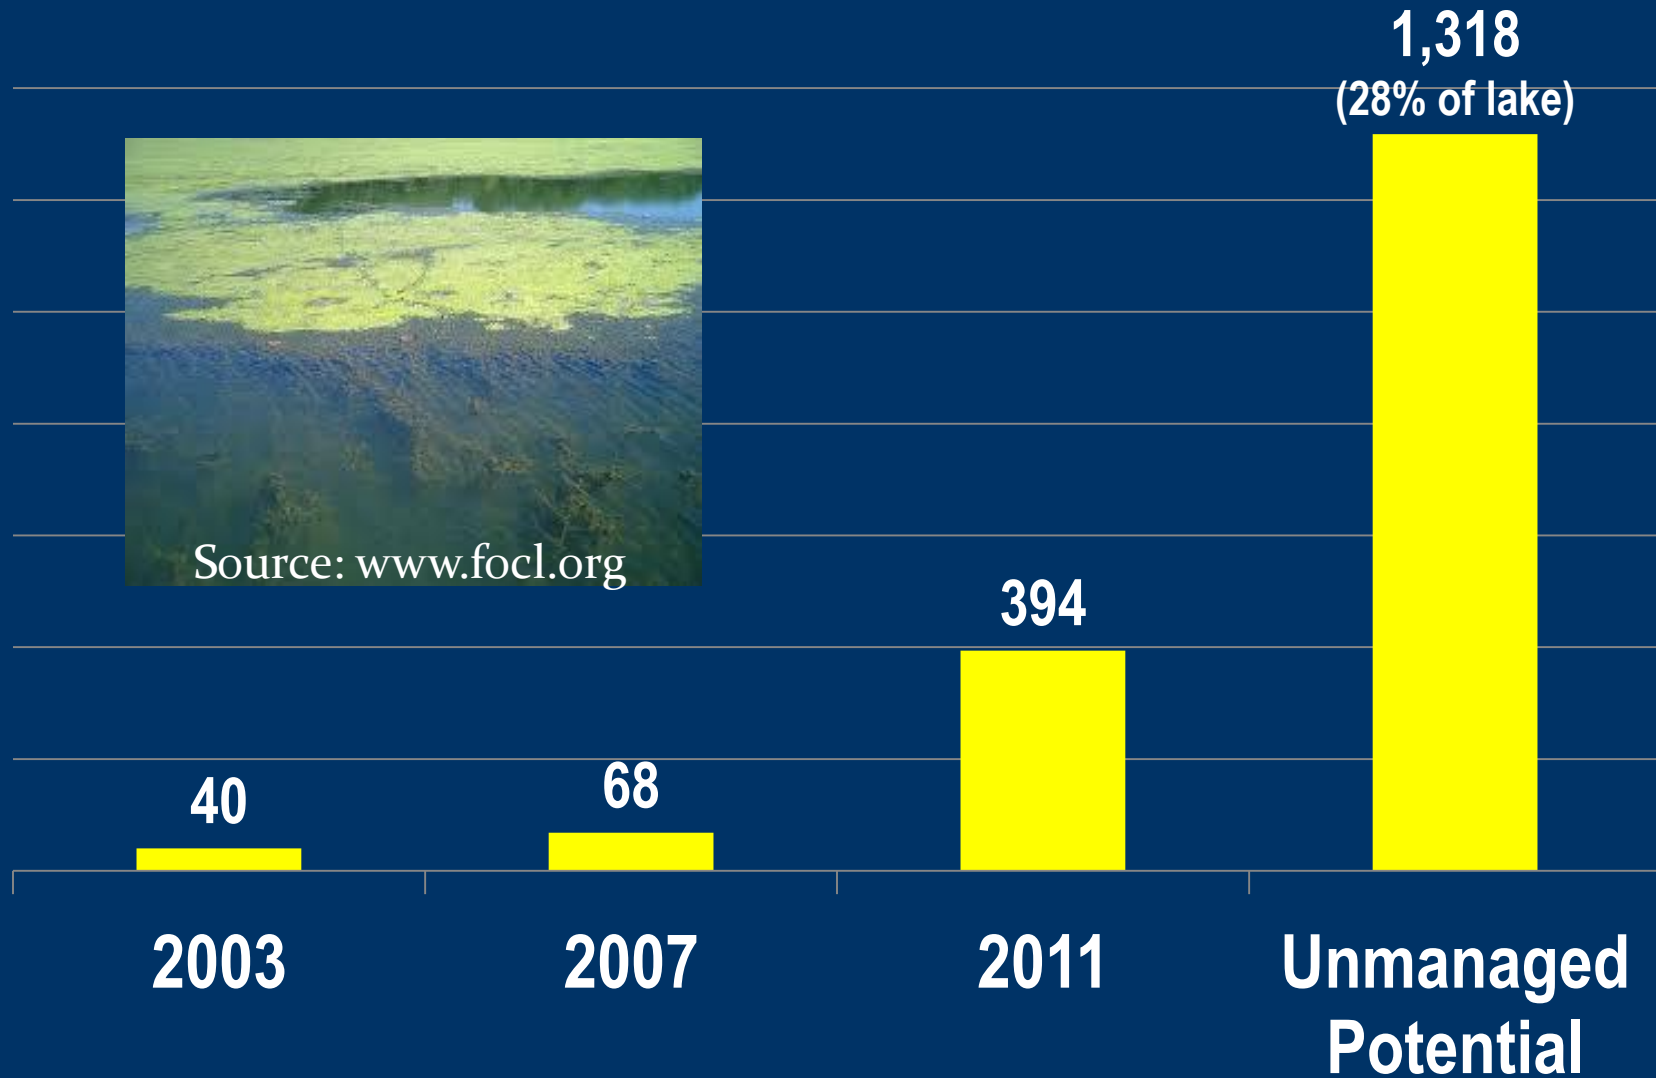 1,318
(28% of lake)
Source: www.focl.org
394
68
40
2003
2007
2011
Unmanaged
Potential